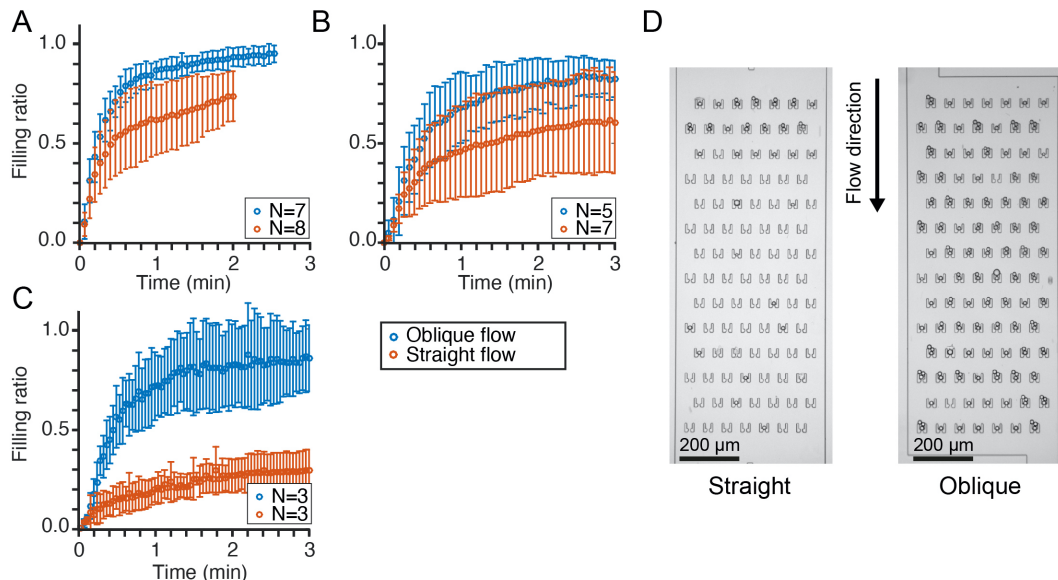 A
1.0
Filling ratio
0.5
0.0
N=7
N=8
0
1
2
3
Time (min)
B
1.0
0.5
0.0
N=5
N=7
0
1
2
3
Time (min)
C
1.0
Filling ratio
0.5
0.0
N=3
N=3
0
1
2
3
Time (min)
Oblique flow
Straight flow
D
Flow direction
200 µm
200 µm
Straight
Oblique